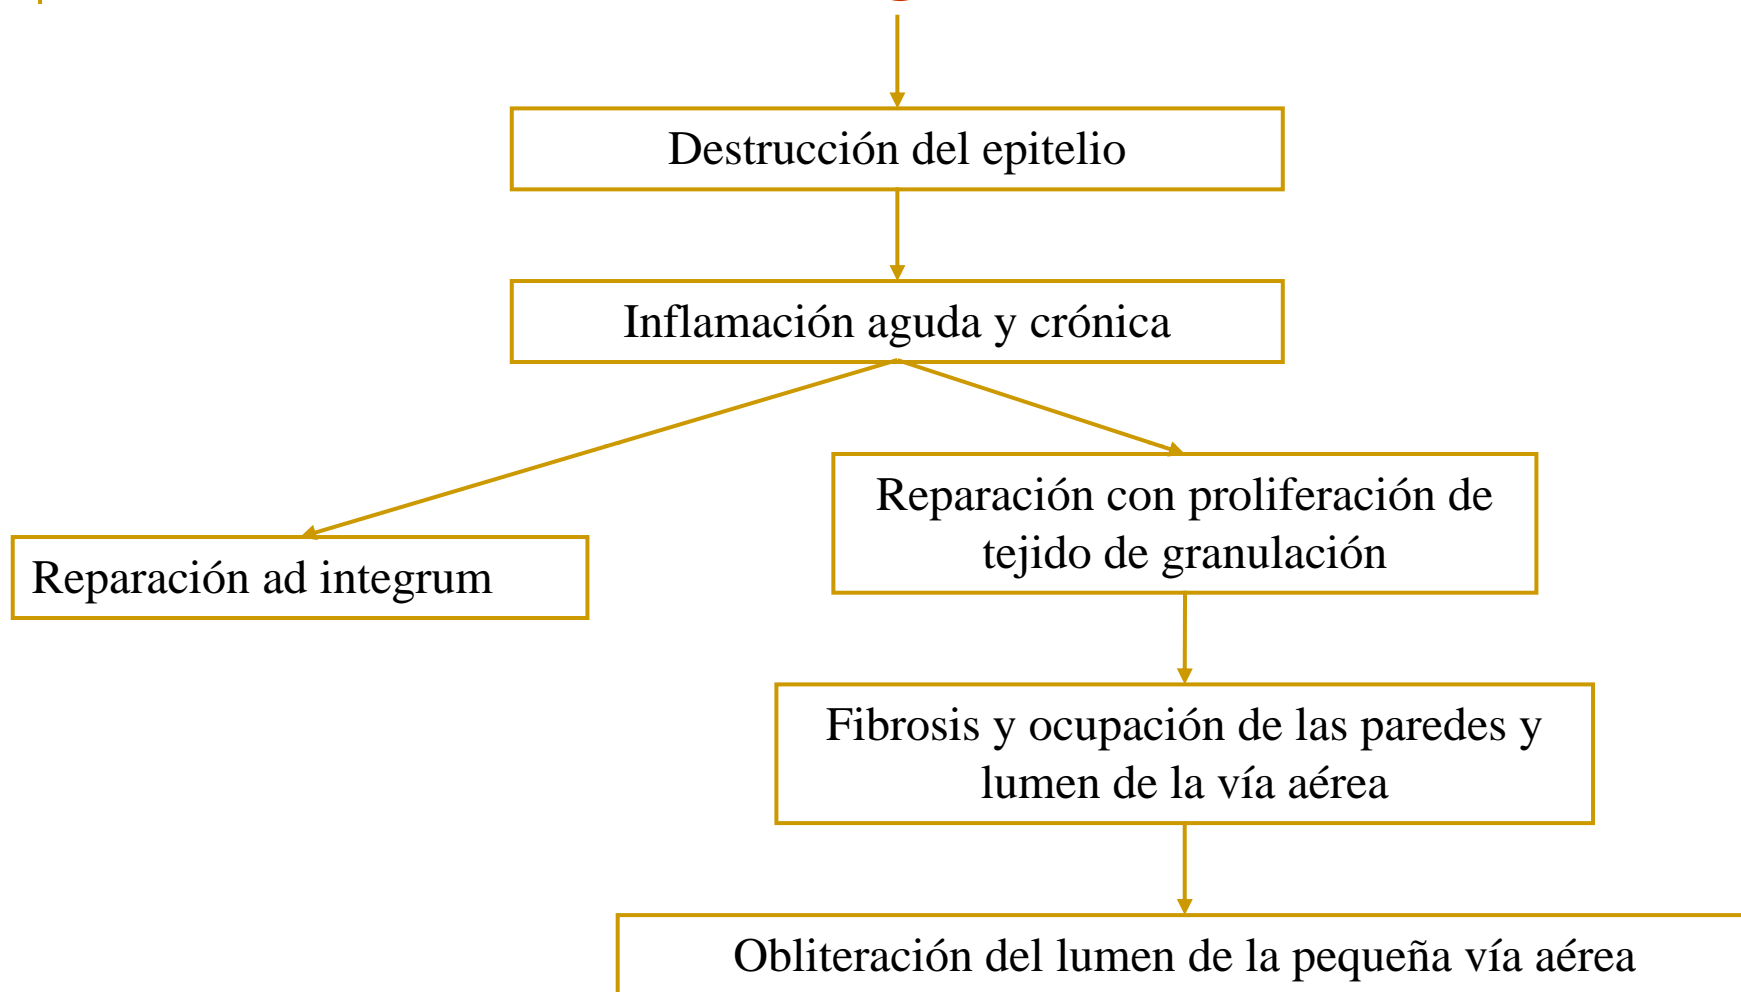 Destrucción del epitelio
Inflamación aguda y crónica
Reparación con proliferación de
tejido de granulación
Reparación ad integrum
Fibrosis y ocupación de las paredes y
lumen de la vía aérea
Obliteración del lumen de la pequeña vía aérea